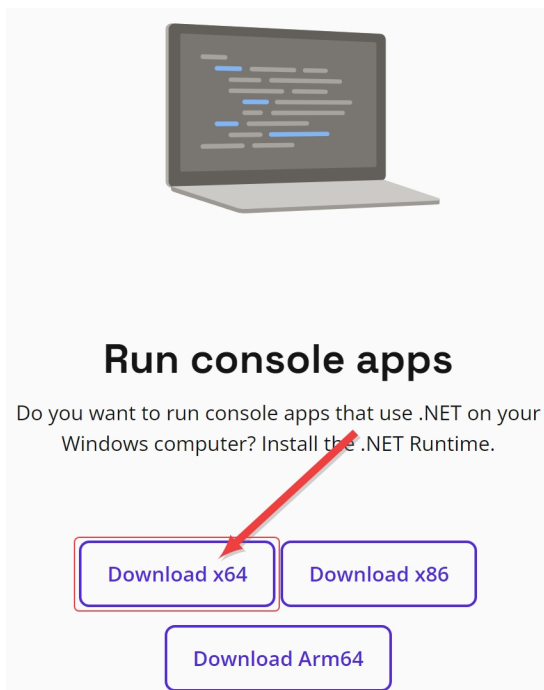 Run console apps
Do you want to run console apps that use .NET on your
Windows computer? Install the .NET Runtime.
Download x64
Download x86
Download Arm64